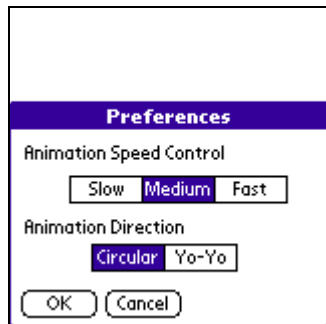 Preferences
Animation Speed Control
Slow Medium Fast
Animation Direction
Circular Yo-Yo
OK Cancel